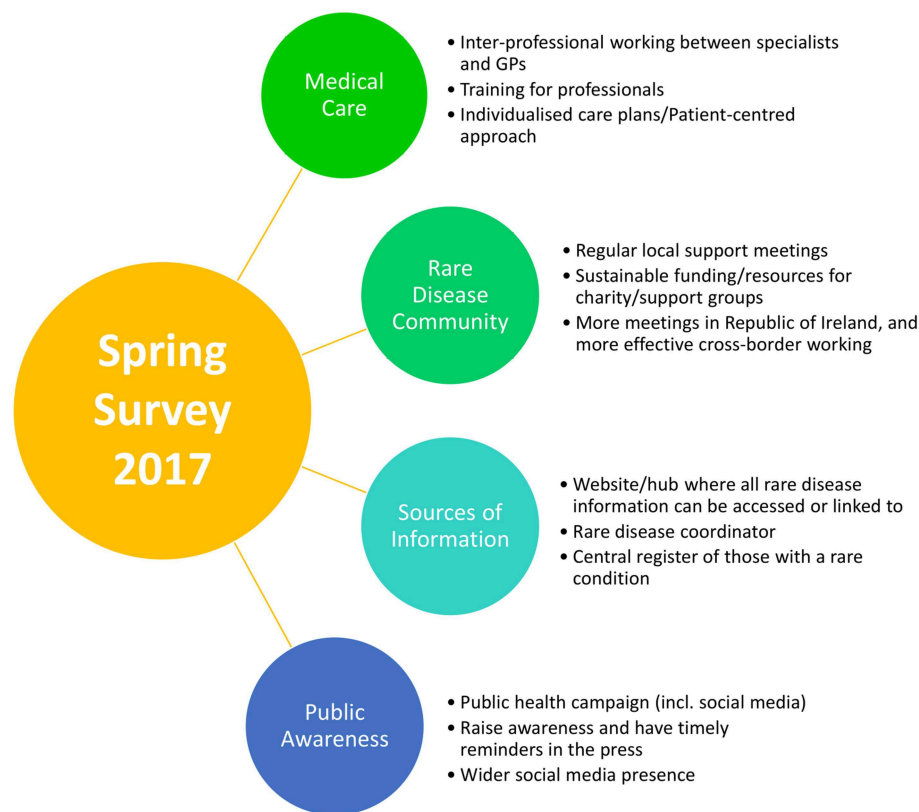 Medical
Care
• Inter-professional working between specialists
and GPs
• Training for professionals
• Individualised care plans/Patient-centred
approach
Rare
Disease
Community
• Regular local support meetings
• Sustainable funding/resources for
charity/support groups
• More meetings in Republic of Ireland, and
more effective cross-border working
Spring
Survey
2017
Sources of
Information
• Website/hub where all rare disease
information can be accessed or linked to
• Rare disease coordinator
• Central register of those with a rare
condition
Public
Awareness
• Public health campaign (incl. social media)
• Raise awareness and have timely
reminders in the press
• Wider social media presence